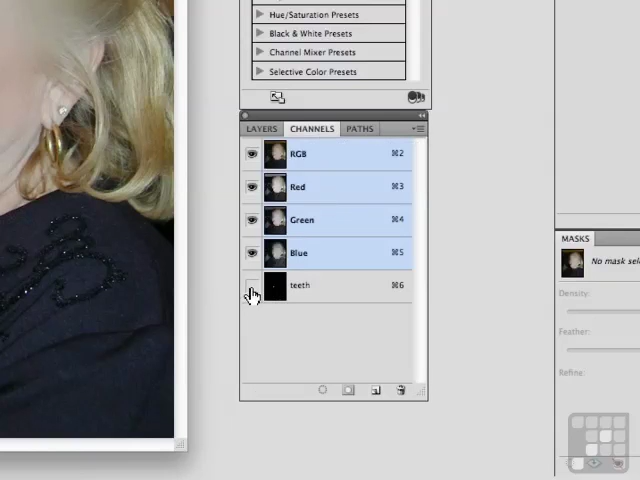 Hue/Saturation Presets
Black & White Presets
Channel Mixer Presets
Selective Color Presets
LAYERS CHANNELS PATHS
RGB ⌘2
Red ⌘3
Green ⌘4
Blue ⌘5
teeth ⌘6
MASKS
No mask sel
Density:
Feather:
Refine: